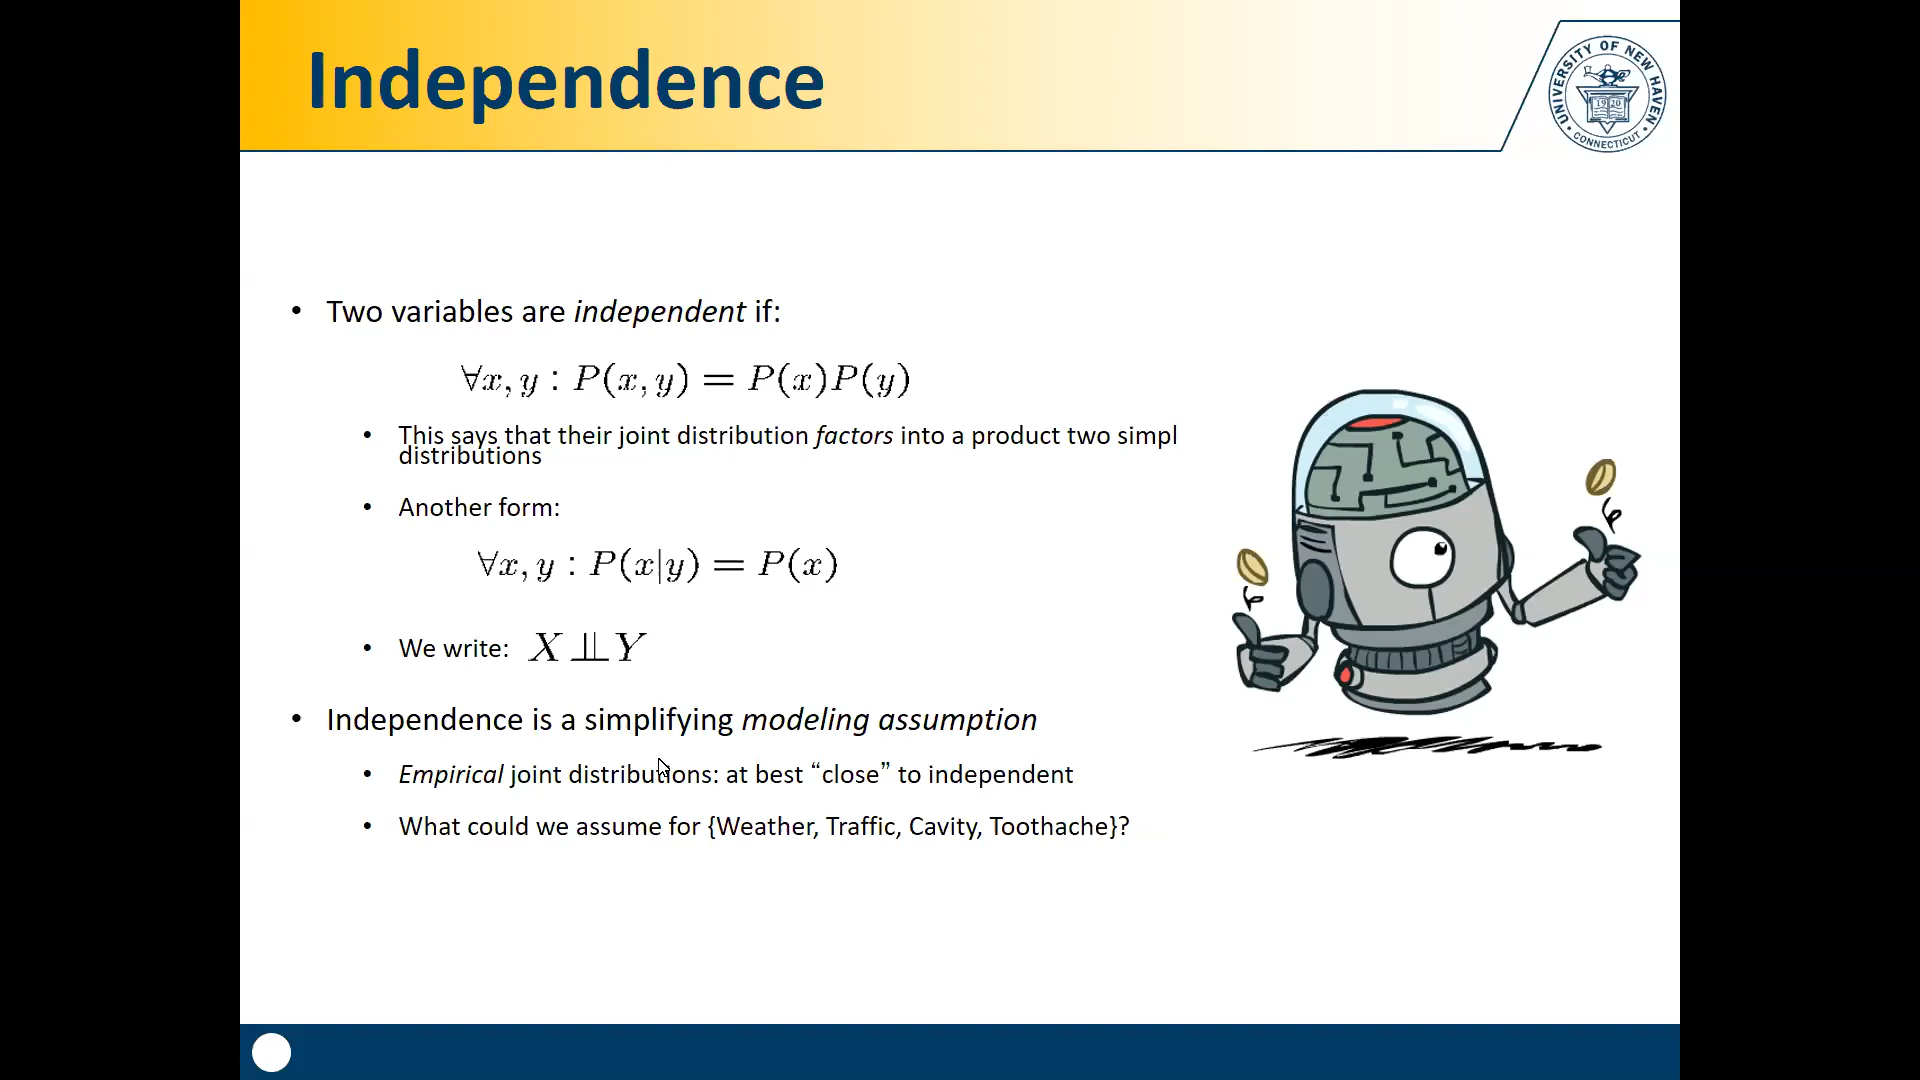 Independence
UNIVERSITY OF NEW HAVEN
1920
• CONNECTICUT •
• Two variables are independent if:
∀x, y : P(x, y) = P(x)P(y)
• This says that their joint distribution factors into a product two simpl
distributions
• Another form:
∀x, y : P(x|y) = P(x)
• We write: X ⫫ Y
• Independence is a simplifying modeling assumption
• Empirical joint distributions: at best “close” to independent
• What could we assume for {Weather, Traffic, Cavity, Toothache}?